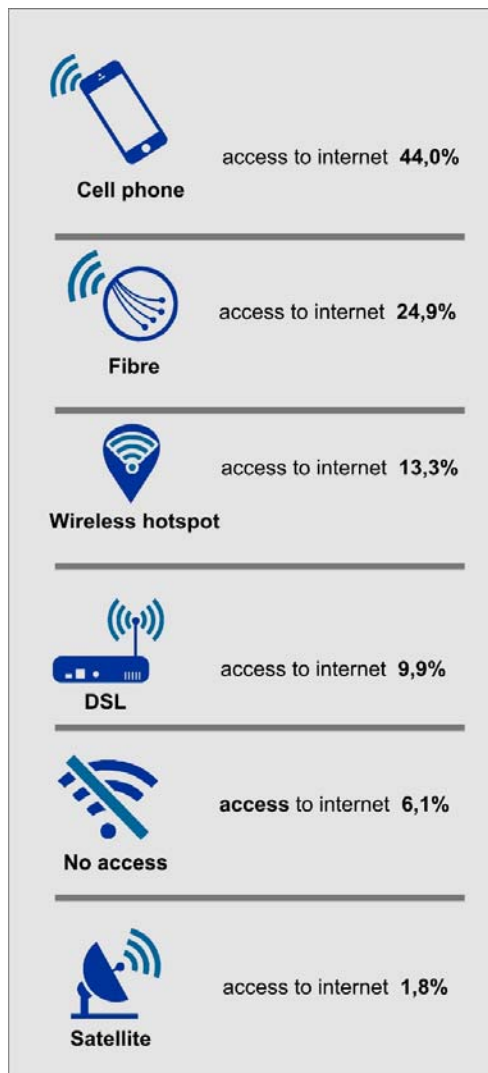 access to internet 44,0%
Cell phone
access to internet 24,9%
Fibre
access to internet 13,3%
Wireless hotspot
access to internet 9,9%
DSL
access to internet 6,1%
No access
access to internet 1,8%
Satellite